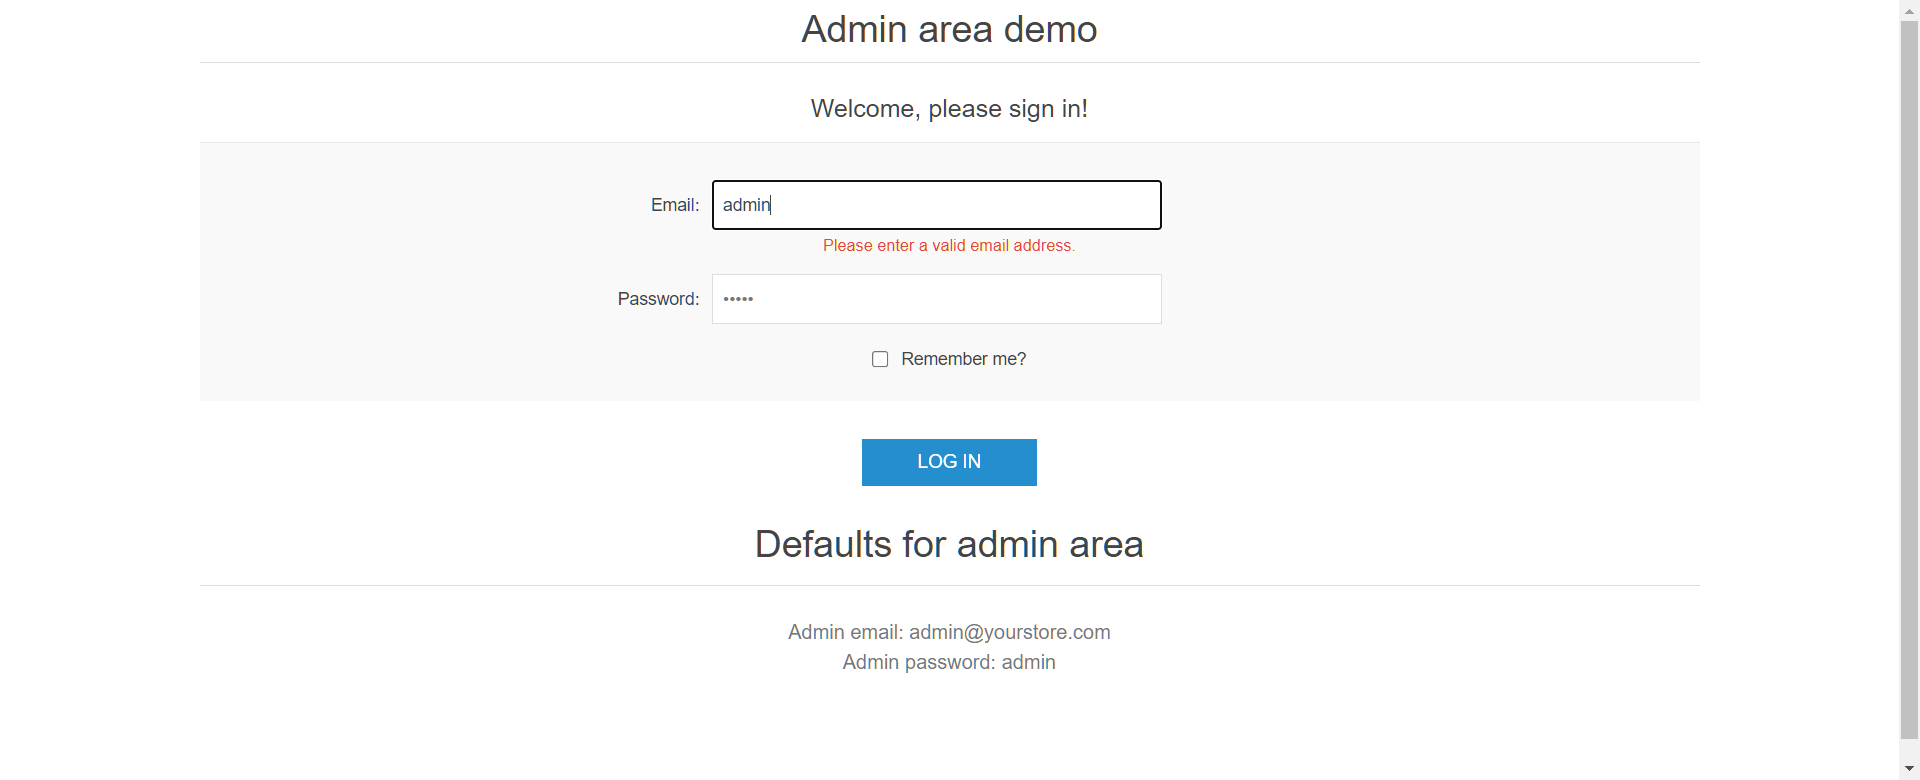 Admin area demo
Welcome, please sign in!
Email: admin
Please enter a valid email address.
Password: •••••
Remember me?
LOG IN
Defaults for admin area
Admin email: admin@yourstore.com
Admin password: admin